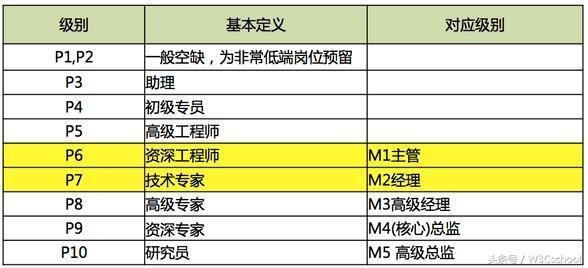 级别 基本定义 对应级别
P1,P2 一般空缺，为非常低端岗位预留
P3 助理
P4 初级专员
P5 高级工程师
P6 资深工程师 M1主管
P7 技术专家 M2经理
P8 高级专家 M3高级经理
P9 资深专家 M4(核心)总监
P10 研究员 M5 高级总监
头条号 / W3Cschool